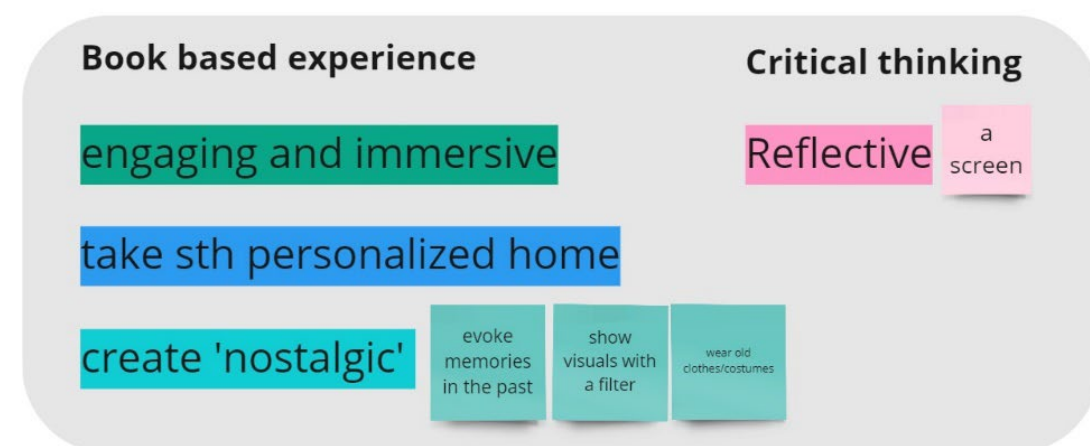 Book based experience
Critical thinking
engaging and immersive
Reflective
a
screen
take sth personalized home
create 'nostalgic'
evoke
memories
in the past
show
visuals with
a filter
wear old
clothes/costumes